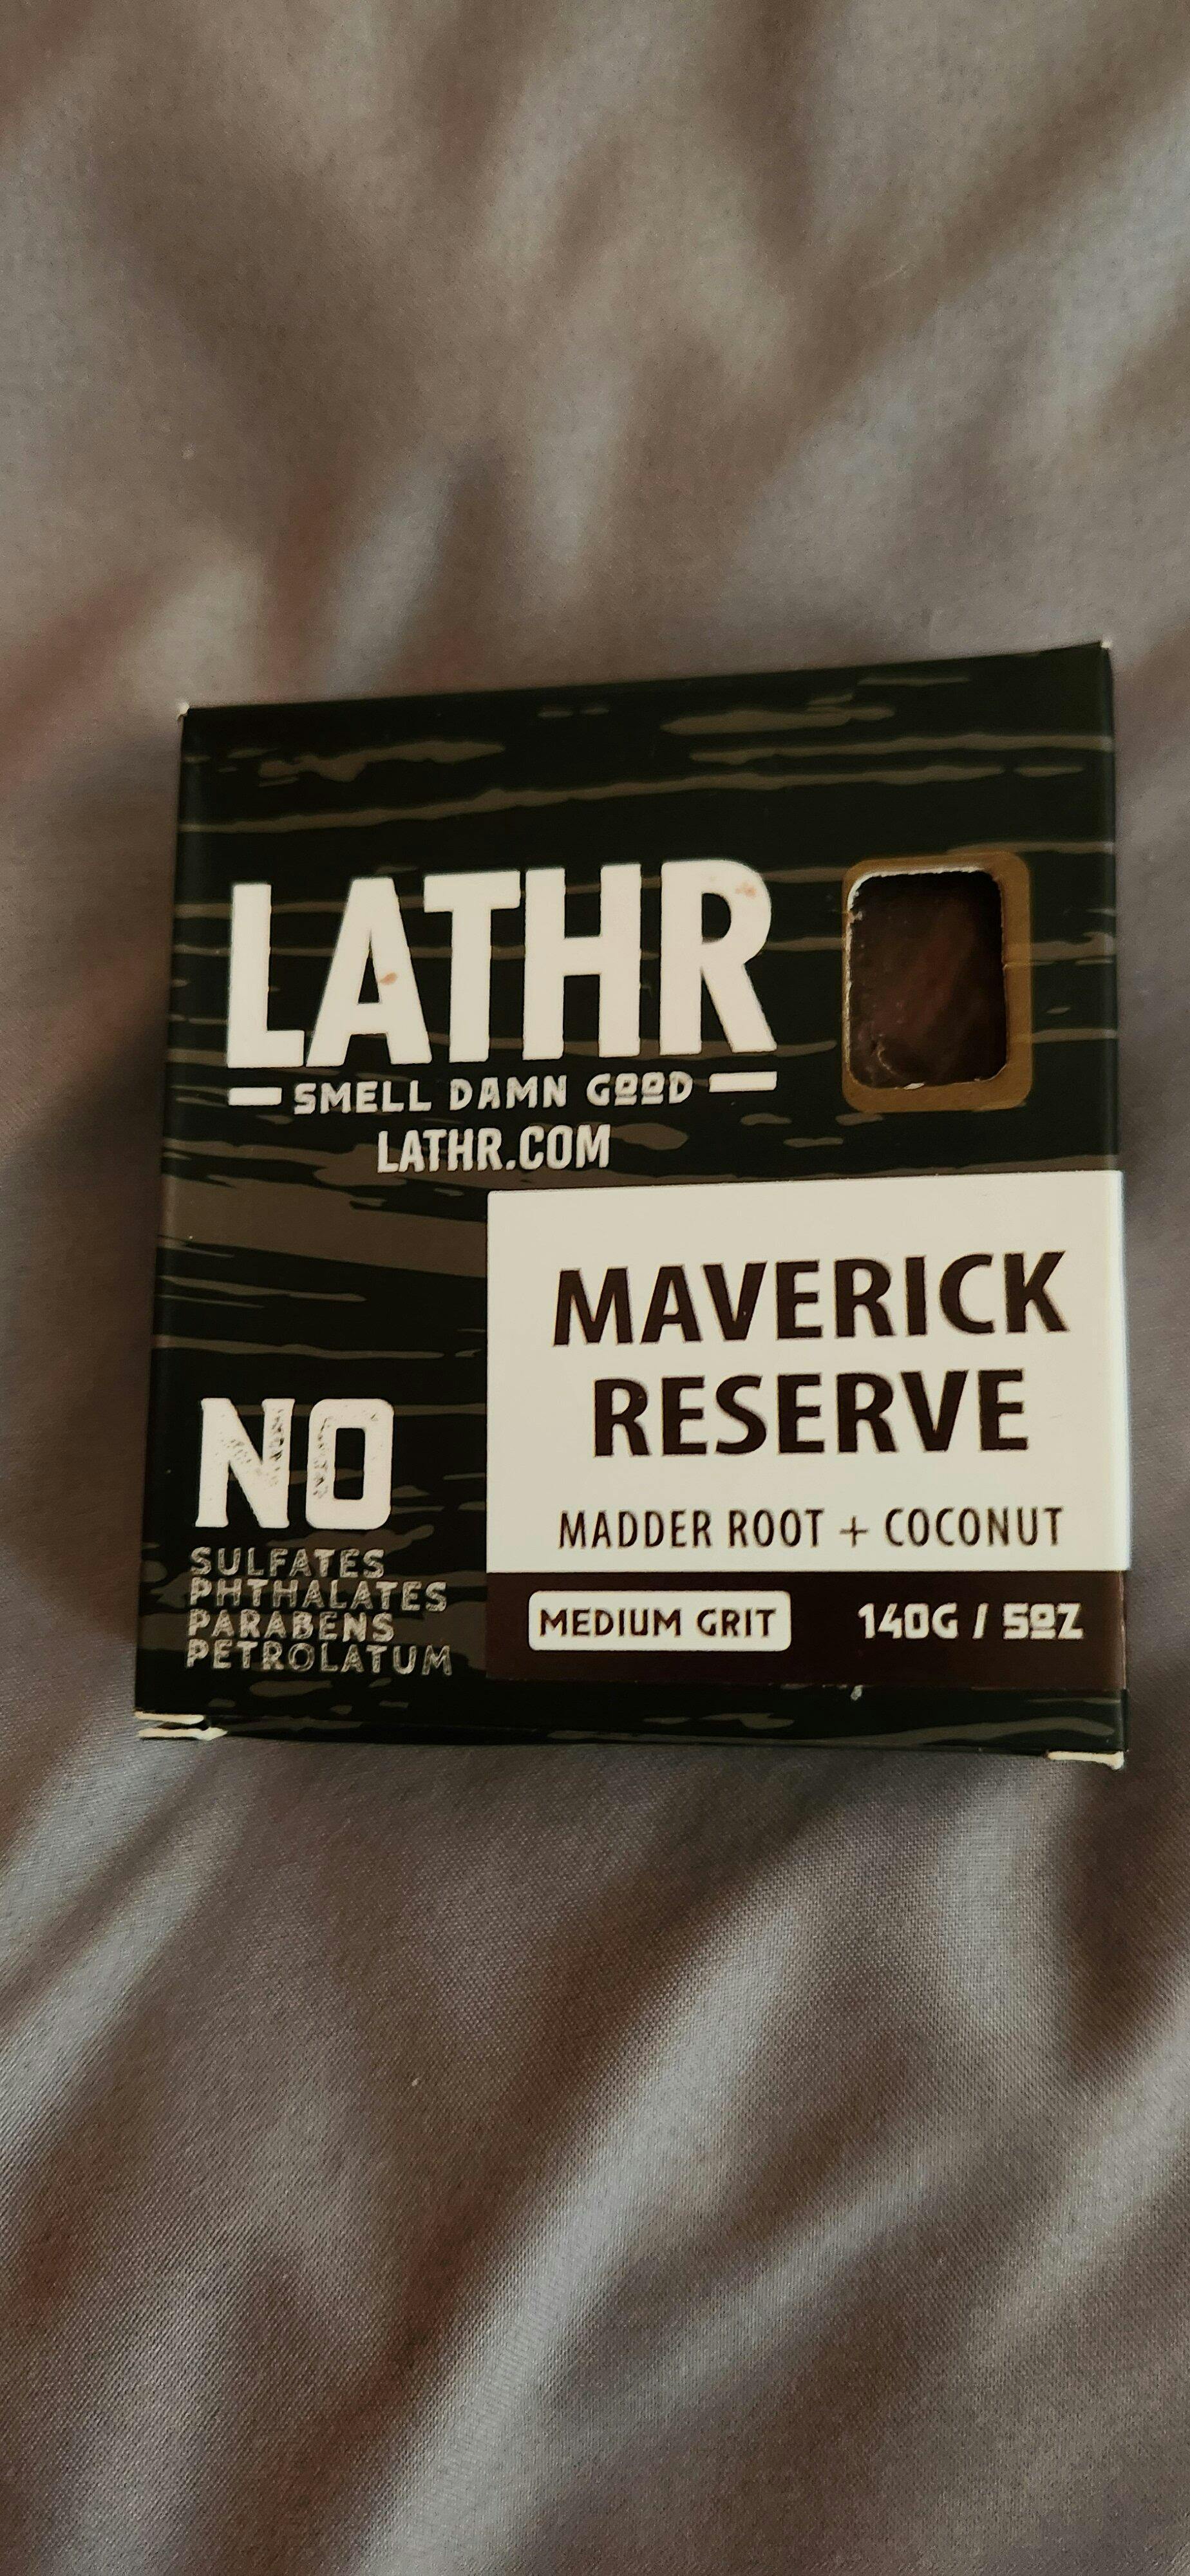 LATHR
SMELL DAMN GOOD
LATHR.COM
MAVERICK
RESERVE
MADDER ROOT + COCONUT
MEDIUM GRIT
140G / 5OZ
NO
SULFATES
PHTHALATES
PARABENS
PETROLATUM